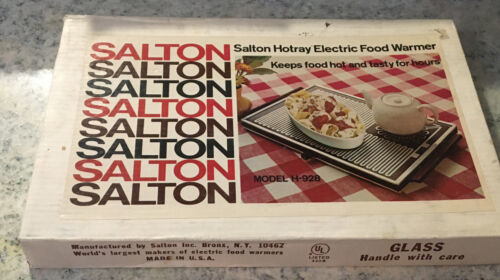 SALTON
SALTON
SALTON
SALTON
SALTON
SALTON
SALTON
SALTON
Salton Hotray Electric Food Warmer
Keeps food hot and tasty for hours
MODEL H-928
Manufactured by Salton Inc. Bronx, N.Y. 10462
World's largest makers of electric food warmers
MADE IN U.S.A.
UL
LISTED
GLASS
Handle with care